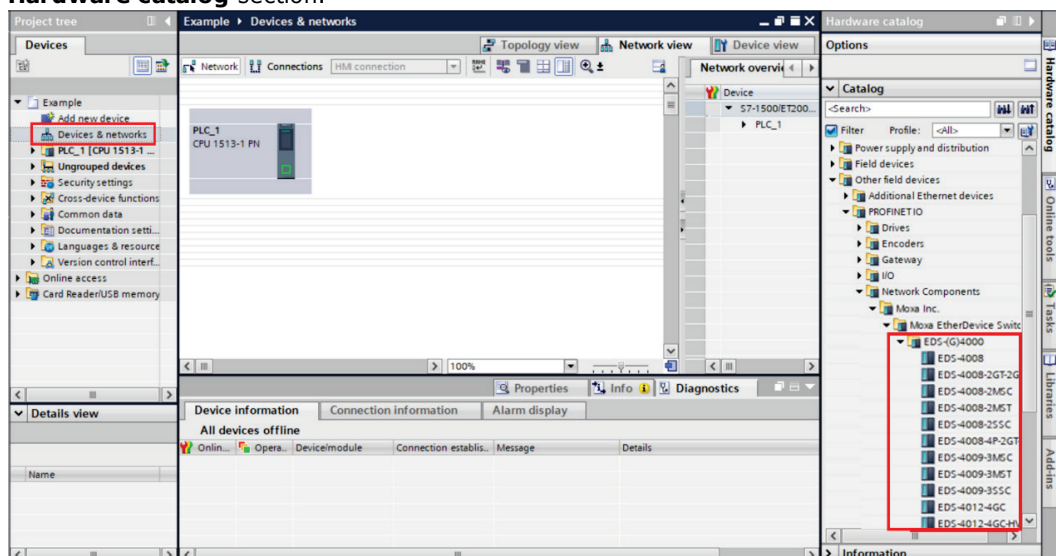 Hardware catalog section.
Project tree
Example Devices & networks
Hardware catalog
Devices
Topology view
Network view
Device view
Options
Network
Connections
HMI connection
Network overvi
Catalog
Example
Device
<Search>
Add new device
S7-1500/ET200...
Devices & networks
PLC_1
CPU 1513-1 PN
PLC_1
Filter
Profile:
<All>
PLC_1 [CPU 1513-1 ...
Power supply and distribution
Ungrouped devices
Field devices
Security settings
Other field devices
Cross-device functions
Additional Ethernet devices
Common data
PROFINET IO
Documentation setti...
Drives
Languages & resource
Encoders
Version control interf...
Gateway
Online access
I/O
Card Reader/USB memory
Network Components
Moxa Inc.
Moxa EtherDevice Switc
EDS-(G)4000
EDS-4008
100%
EDS-4008-2GT-2G
Properties
Info
Diagnostics
EDS-4008-2MSC
Details view
Device information
Connection information
Alarm display
EDS-4008-2MST
All devices offline
EDS-4008-2SSC
Onlin...
Opera..
Device/module
Connection establis..
Message
Details
EDS-4008-4P-2GT-
EDS-4009-3MSC
Name
EDS-4009-3MST
EDS-4009-3SSC
EDS-4012-4GC
EDS-4012-4GC-HV
Information
Hardware catalog
Online tools
Tasks
Libraries
Add-ins